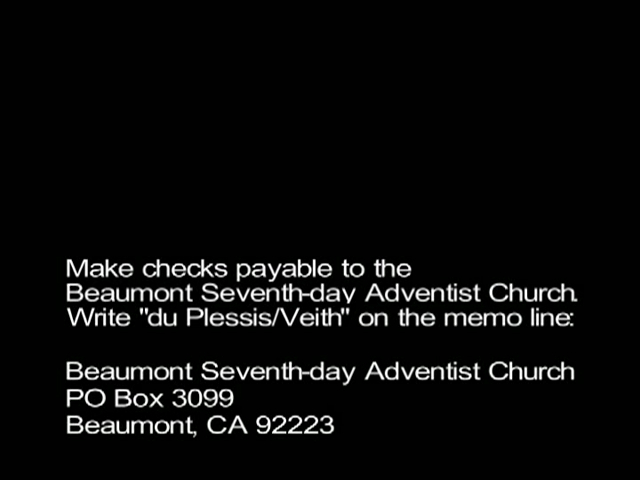 Make checks payable to the
Beaumont Seventh-day Adventist Church.
Write "du Plessis/Veith" on the memo line:
Beaumont Seventh-day Adventist Church
PO Box 3099
Beaumont, CA 92223